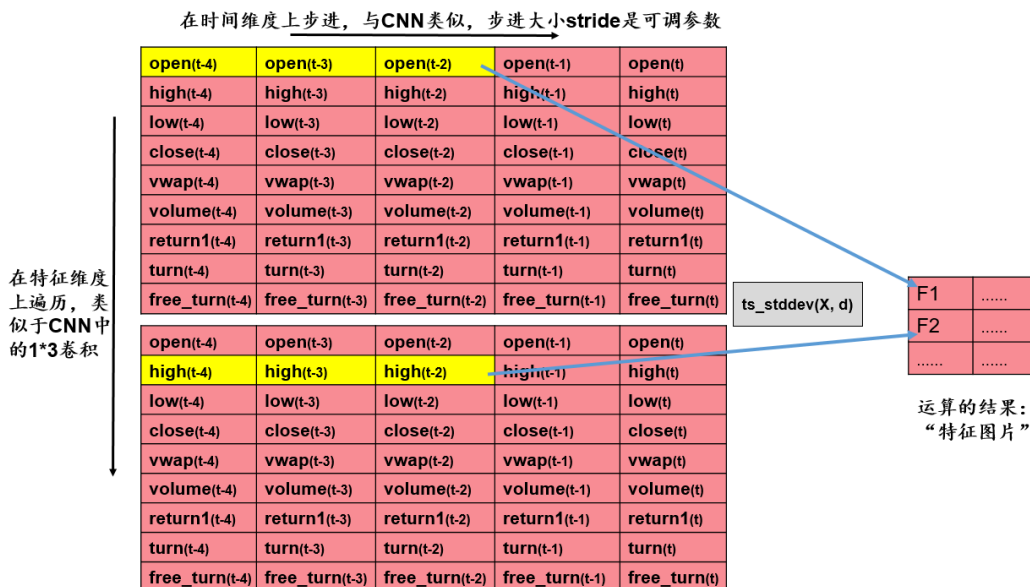 在时间维度上步进，与CNN类似，步进大小stride是可调参数
open(t-4) open(t-3) open(t-2) open(t-1) open(t)
high(t-4) high(t-3) high(t-2) high(t-1) high(t)
low(t-4) low(t-3) low(t-2) low(t-1) low(t)
close(t-4) close(t-3) close(t-2) close(t-1) close(t)
vwap(t-4) vwap(t-3) vwap(t-2) vwap(t-1) vwap(t)
volume(t-4) volume(t-3) volume(t-2) volume(t-1) volume(t)
return1(t-4) return1(t-3) return1(t-2) return1(t-1) return1(t)
turn(t-4) turn(t-3) turn(t-2) turn(t-1) turn(t)
free_turn(t-4) free_turn(t-3) free_turn(t-2) free_turn(t-1) free_turn(t)
在特征维度
上遍历，类
似于CNN中
的1*3卷积
open(t-4) open(t-3) open(t-2) open(t-1) open(t)
high(t-4) high(t-3) high(t-2) high(t-1) high(t)
low(t-4) low(t-3) low(t-2) low(t-1) low(t)
close(t-4) close(t-3) close(t-2) close(t-1) close(t)
vwap(t-4) vwap(t-3) vwap(t-2) vwap(t-1) vwap(t)
volume(t-4) volume(t-3) volume(t-2) volume(t-1) volume(t)
return1(t-4) return1(t-3) return1(t-2) return1(t-1) return1(t)
turn(t-4) turn(t-3) turn(t-2) turn(t-1) turn(t)
free_turn(t-4) free_turn(t-3) free_turn(t-2) free_turn(t-1) free_turn(t)
ts_stddev(X, d)
F1 ......
F2 ......
...... ......
运算的结果：
“特征图片”